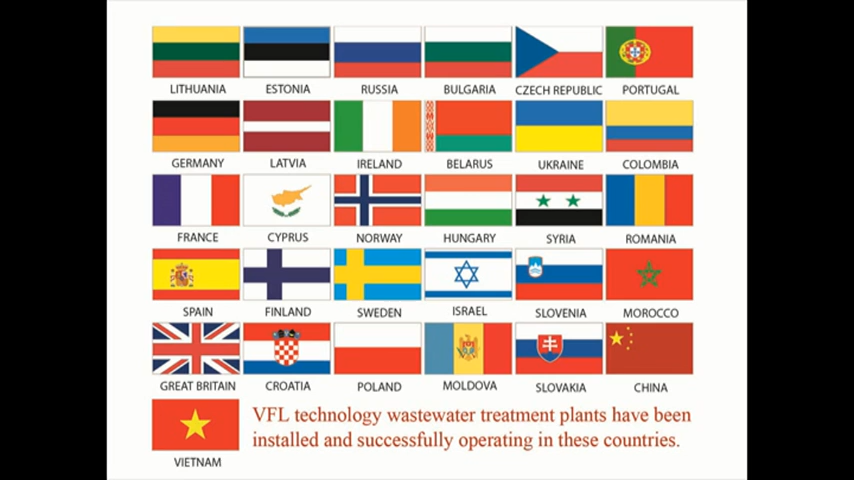 LITHUANIA ESTONIA RUSSIA BULGARIA CZECH REPUBLIC PORTUGAL
GERMANY LATVIA IRELAND BELARUS UKRAINE COLOMBIA
FRANCE CYPRUS NORWAY HUNGARY SYRIA ROMANIA
SPAIN FINLAND SWEDEN ISRAEL SLOVENIA MOROCCO
GREAT BRITAIN CROATIA POLAND MOLDOVA SLOVAKIA CHINA
VFL technology wastewater treatment plants have been
installed and successfully operating in these countries.
VIETNAM